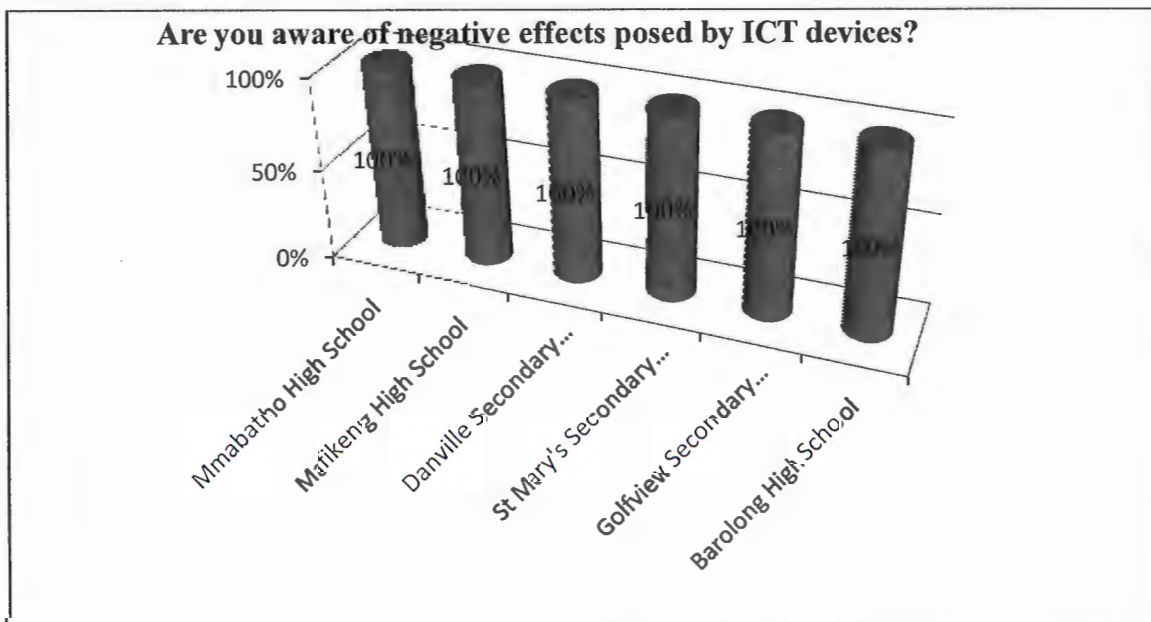 Are you aware of negative effects posed by ICT devices?
100%
50%
0%
100%
100%
100%
100%
100%
100%
Mmabatho High School
Mafikeng High School
Danville Secondary...
St Mary's Secondary...
Golfview Secondary...
Barolong High School